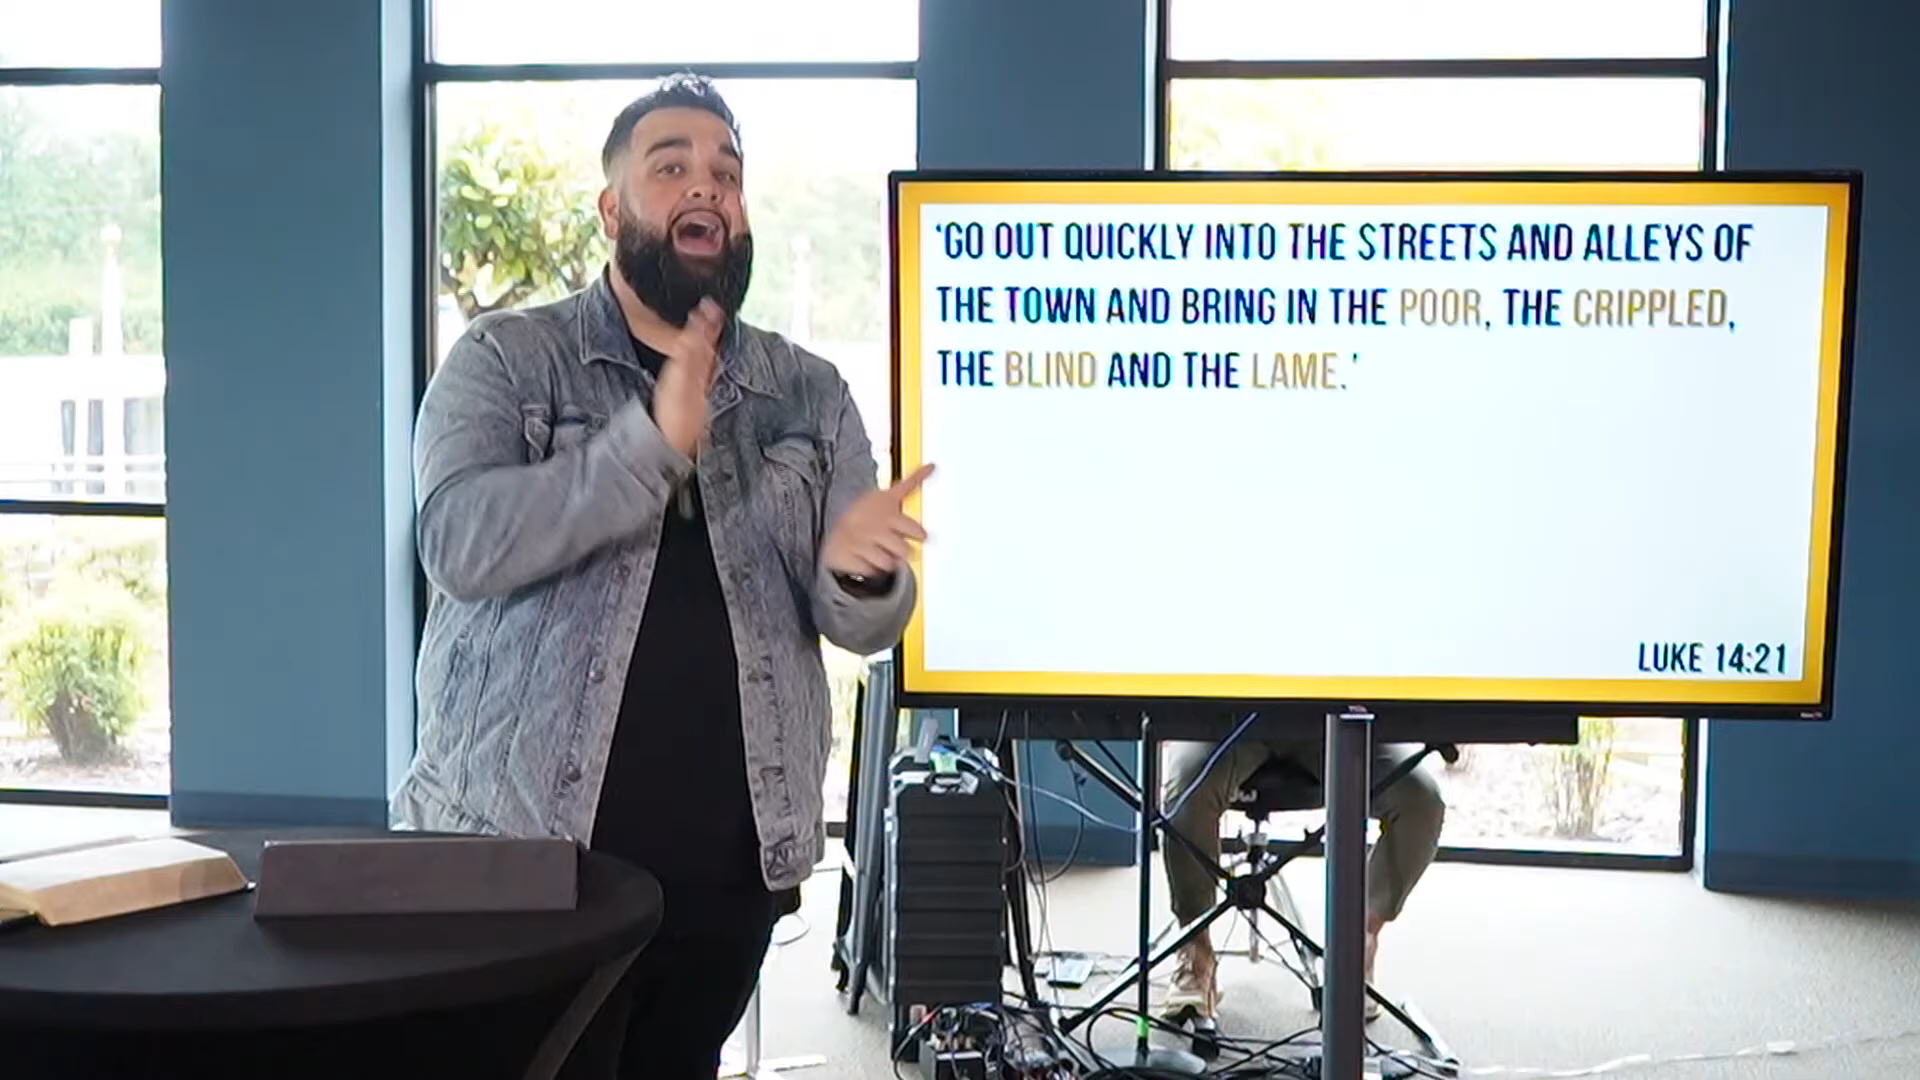 ‘GO OUT QUICKLY INTO THE STREETS AND ALLEYS OF
THE TOWN AND BRING IN THE POOR, THE CRIPPLED,
THE BLIND AND THE LAME.’
LUKE 14:21
TCL